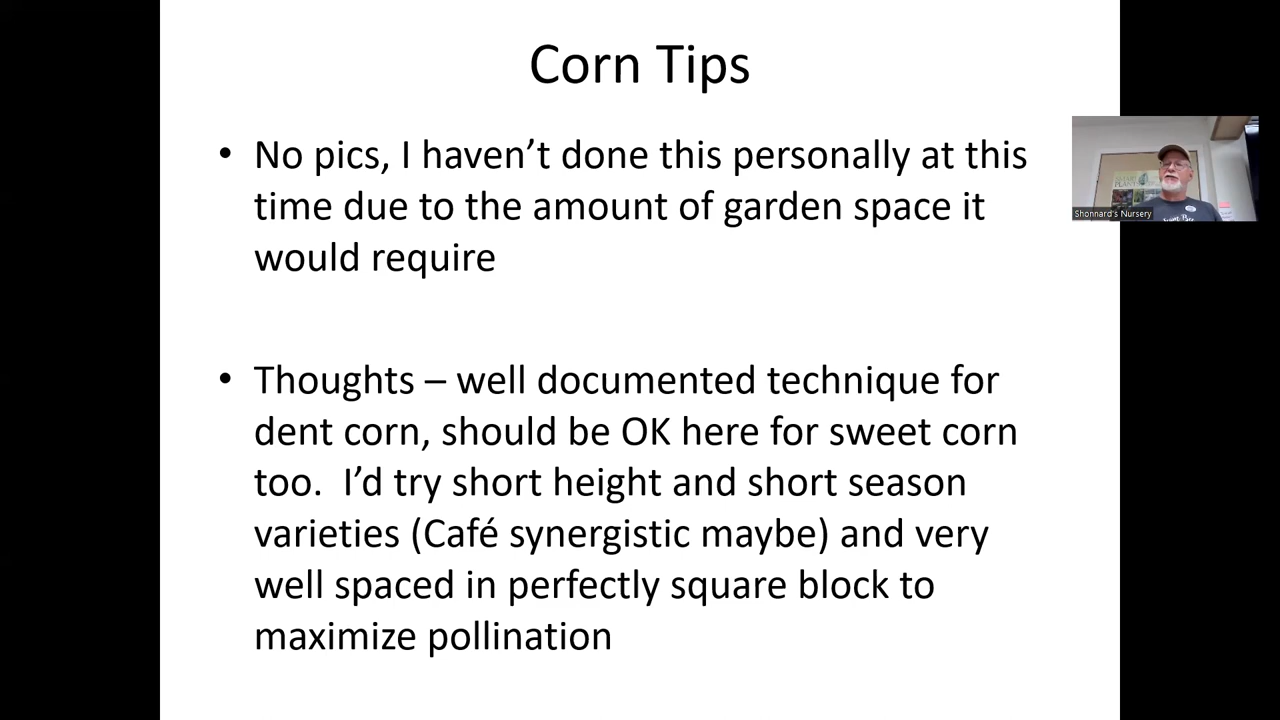 Corn Tips
• No pics, I haven’t done this personally at this
time due to the amount of garden space it
would require
• Thoughts – well documented technique for
dent corn, should be OK here for sweet corn
too.  I’d try short height and short season
varieties (Café synergistic maybe) and very
well spaced in perfectly square block to
maximize pollination
Shonnard's Nursery